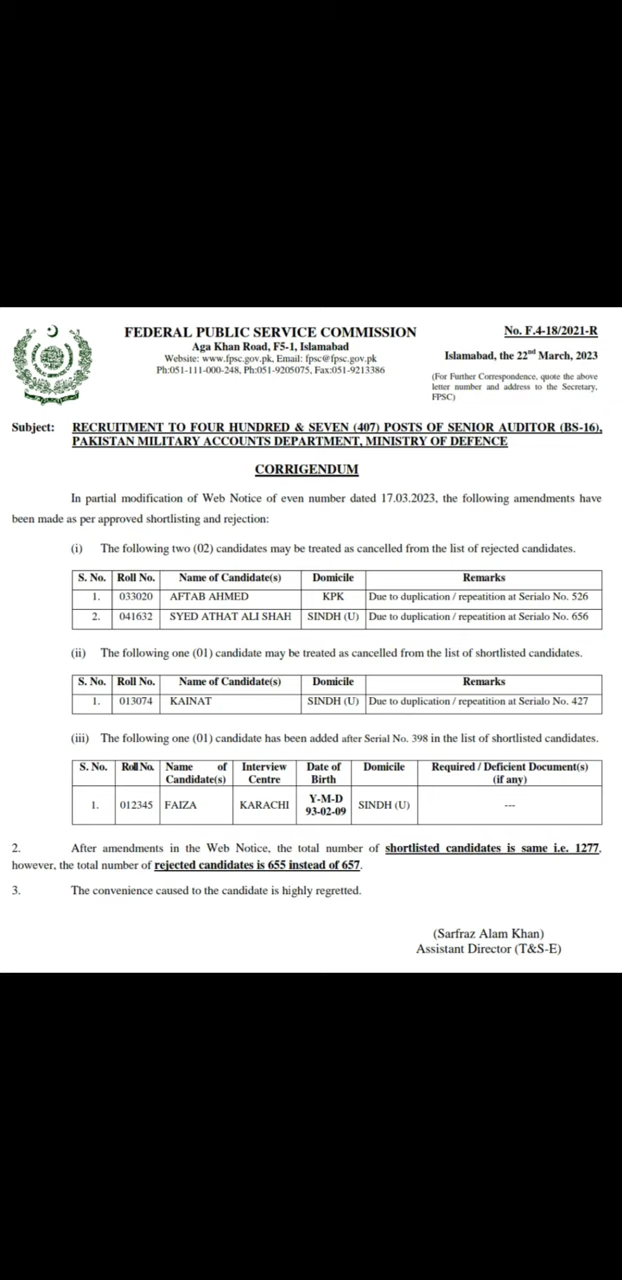 FEDERAL PUBLIC SERVICE COMMISSION
Aga Khan Road, F5-1, Islamabad
Website: www.fpsc.gov.pk, Email: fpsc@fpsc.gov.pk
Ph:051-111-000-248, Ph:051-9205075, Fax:051-9213386
No. F.4-18/2021-R
Islamabad, the 22nd March, 2023
(For Further Correspondence, quote the above
letter number and address to the Secretary,
FPSC)
Subject: RECRUITMENT TO FOUR HUNDRED & SEVEN (407) POSTS OF SENIOR AUDITOR (BS-16),
PAKISTAN MILITARY ACCOUNTS DEPARTMENT, MINISTRY OF DEFENCE
CORRIGENDUM
In partial modification of Web Notice of even number dated 17.03.2023, the following amendments have
been made as per approved shortlisting and rejection:
(i) The following two (02) candidates may be treated as cancelled from the list of rejected candidates.
S. No. Roll No. Name of Candidate(s) Domicile Remarks
1. 033020 AFTAB AHMED KPK Due to duplication / repeatition at Serialo No. 526
2. 041632 SYED ATHAT ALI SHAH SINDH (U) Due to duplication / repeatition at Serialo No. 656
(ii) The following one (01) candidate may be treated as cancelled from the list of shortlisted candidates.
S. No. Roll No. Name of Candidate(s) Domicile Remarks
1. 013074 KAINAT SINDH (U) Due to duplication / repeatition at Serialo No. 427
(iii) The following one (01) candidate has been added after Serial No. 398 in the list of shortlisted candidates.
S. No. Roll No. Name of Interview Date of Domicile Required / Deficient Document(s)
Candidate(s) Centre Birth (if any)
1. 012345 FAIZA KARACHI Y-M-D SINDH (U) ---
93-02-09
2. After amendments in the Web Notice, the total number of shortlisted candidates is same i.e. 1277,
however, the total number of rejected candidates is 655 instead of 657.
3. The convenience caused to the candidate is highly regretted.
(Sarfraz Alam Khan)
Assistant Director (T&S-E)